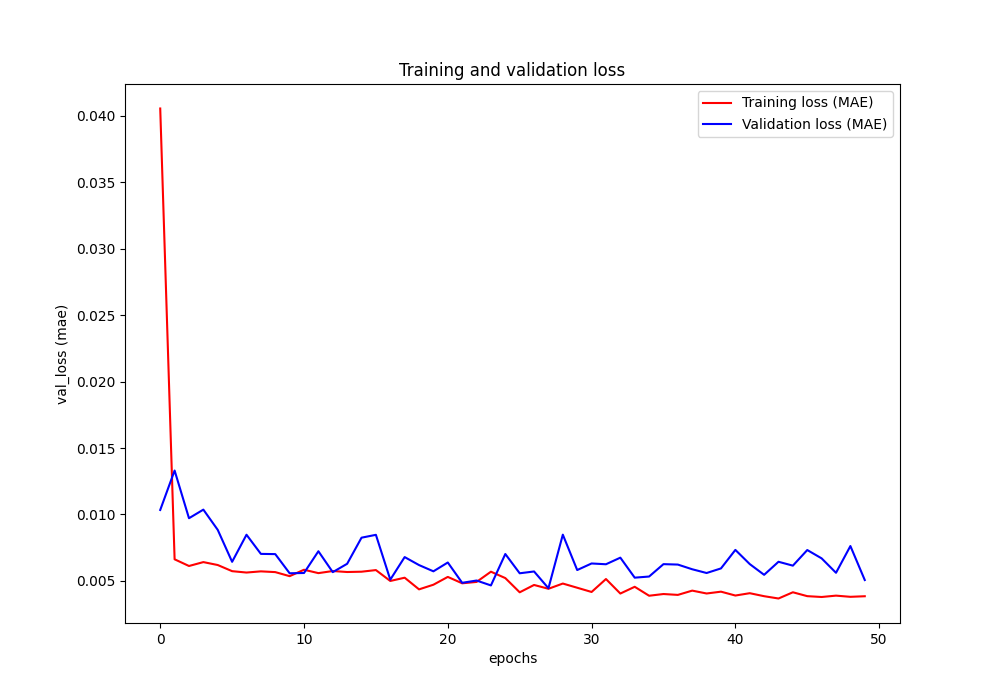 Training and validation loss
Training loss (MAE)
Validation loss (MAE)
0.040
0.035
0.030
0.025
0.020
0.015
0.010
0.005
val_loss (mae)
0 10 20 30 40 50
epochs